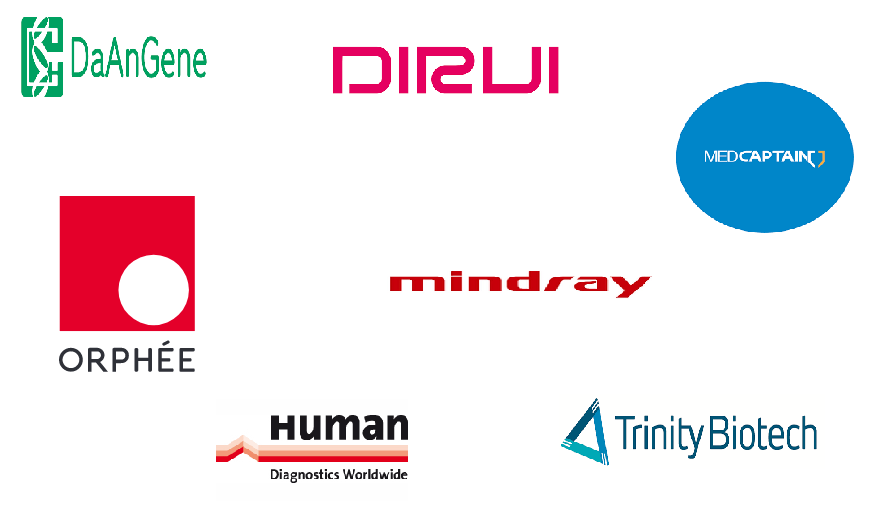 DaAnGene
DIRUI
MEDCAPTAIN
ORPHÉE
mindray
Human
Diagnostics Worldwide
Trinity Biotech